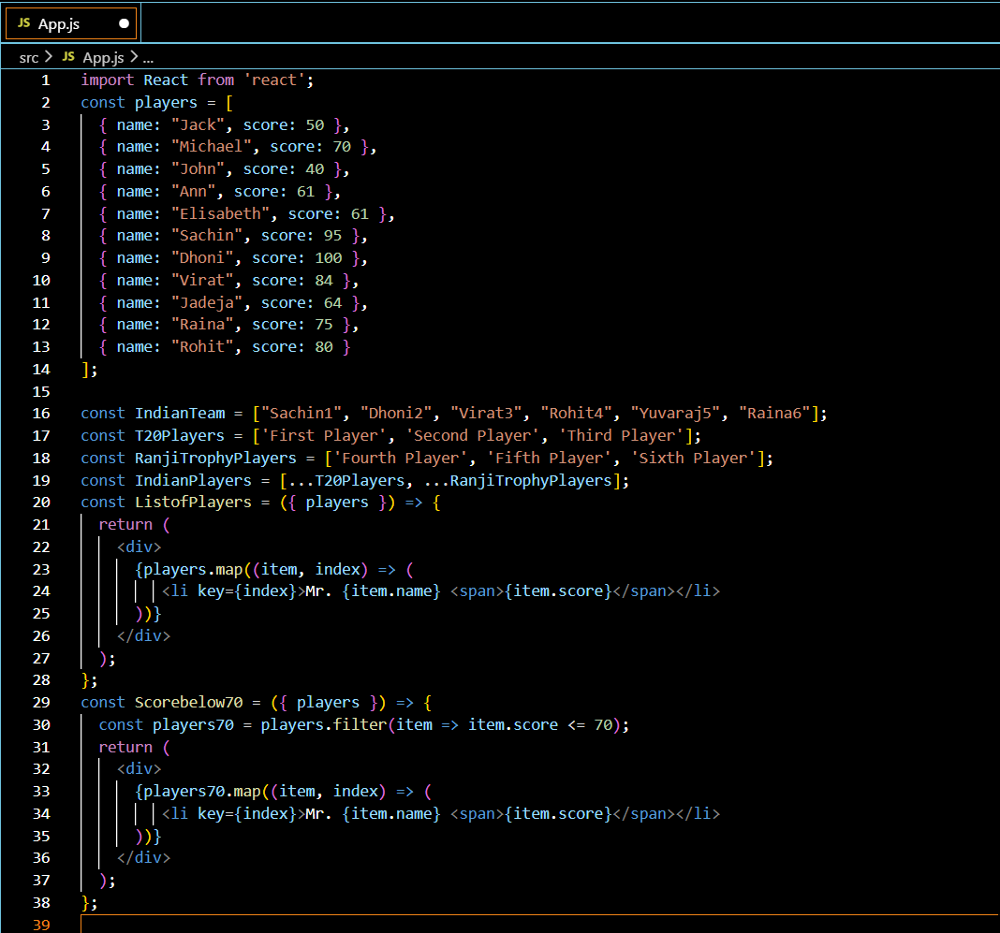 JS App.js ●
src > JS App.js > ...
1 import React from 'react';
2 const players = [
3   { name: "Jack", score: 50 },
4   { name: "Michael", score: 70 },
5   { name: "John", score: 40 },
6   { name: "Ann", score: 61 },
7   { name: "Elisabeth", score: 61 },
8   { name: "Sachin", score: 95 },
9   { name: "Dhoni", score: 100 },
10   { name: "Virat", score: 84 },
11   { name: "Jadeja", score: 64 },
12   { name: "Raina", score: 75 },
13   { name: "Rohit", score: 80 }
14 ];
15
16 const IndianTeam = ["Sachin1", "Dhoni2", "Virat3", "Rohit4", "Yuvaraj5", "Raina6"];
17 const T20Players = ['First Player', 'Second Player', 'Third Player'];
18 const RanjiTrophyPlayers = ['Fourth Player', 'Fifth Player', 'Sixth Player'];
19 const IndianPlayers = [...T20Players, ...RanjiTrophyPlayers];
20 const ListofPlayers = ({ players }) => {
21   return (
22     <div>
23       {players.map((item, index) => (
24         <li key={index}>Mr. {item.name} <span>{item.score}</span></li>
25       ))}
26     </div>
27   );
28 };
29 const Scorebelow70 = ({ players }) => {
30   const players70 = players.filter(item => item.score <= 70);
31   return (
32     <div>
33       {players70.map((item, index) => (
34         <li key={index}>Mr. {item.name} <span>{item.score}</span></li>
35       ))}
36     </div>
37   );
38 };
39